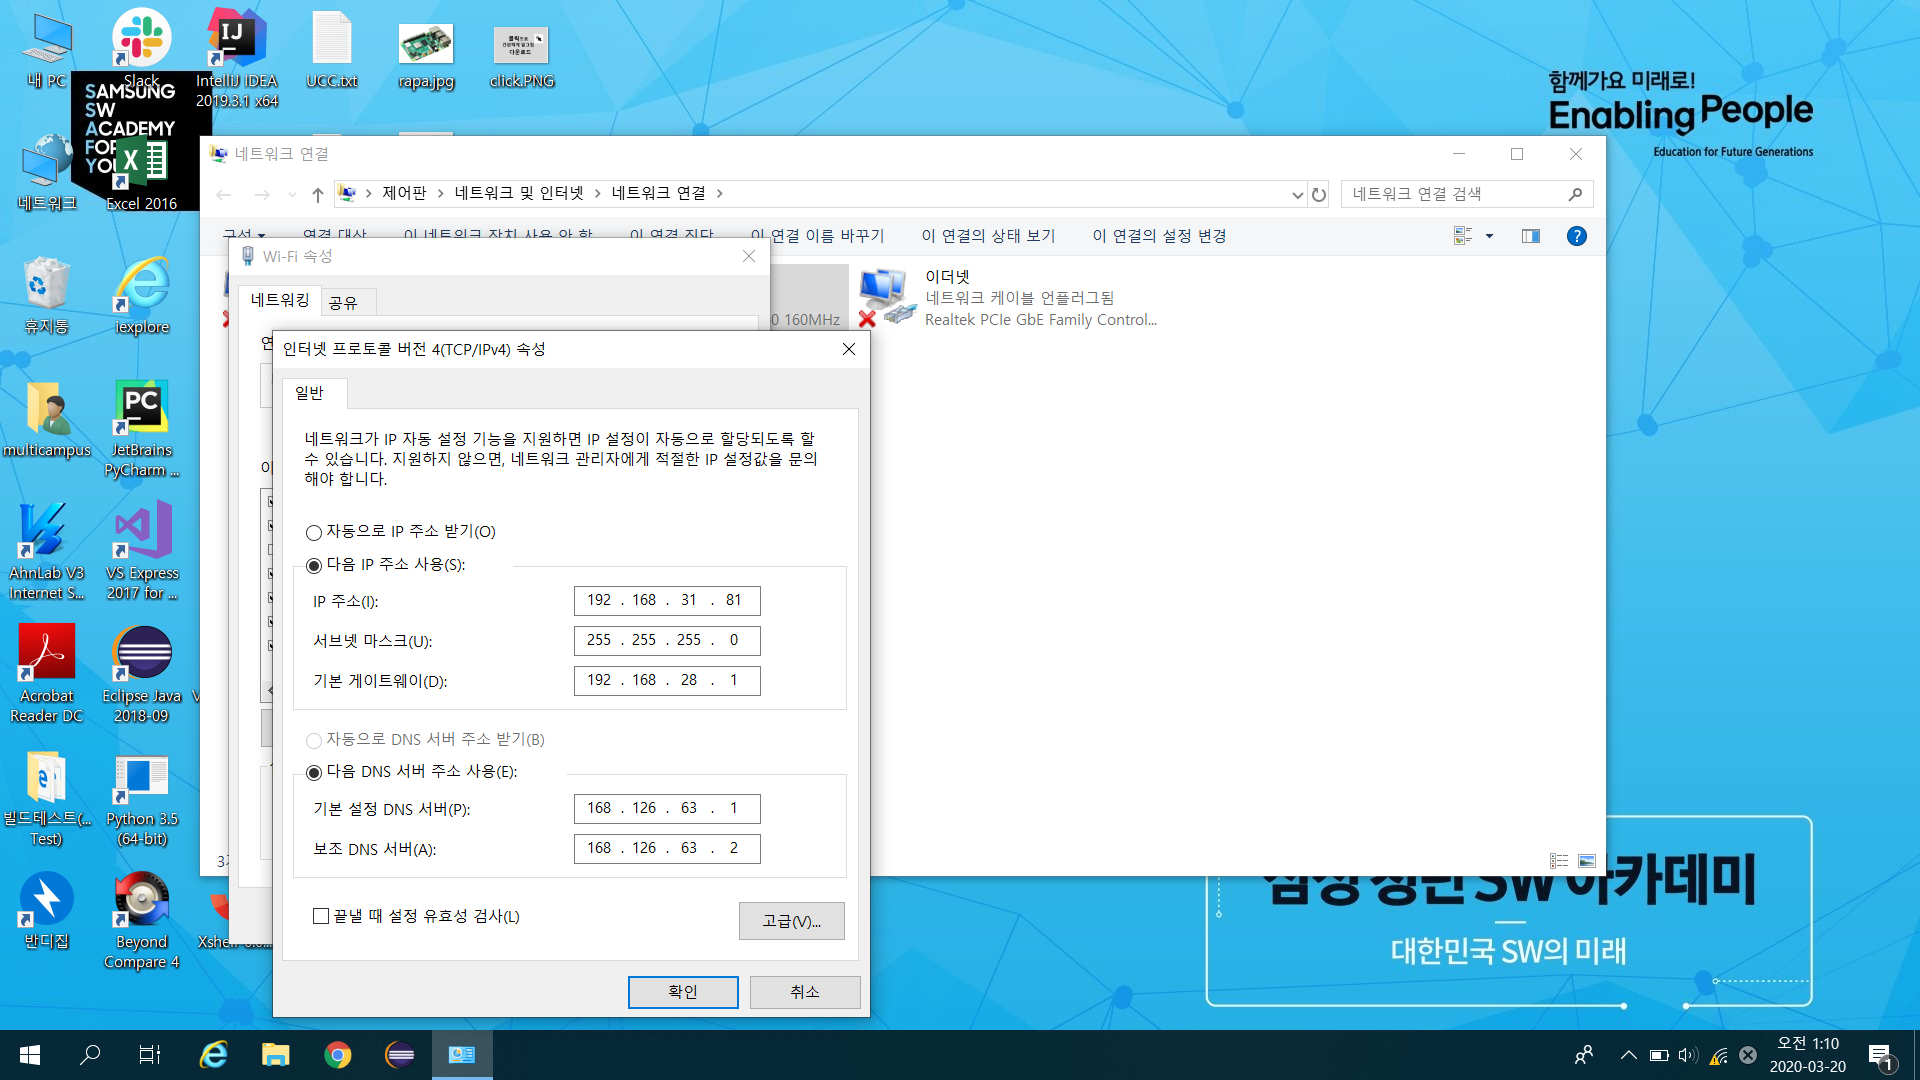 내 PC
Slack
IntelliJ IDEA
2019.3.1 x64
UCC.txt
rapa.jpg
click.PNG
클릭으로
다운로드
SAMSUNG
SW
ACADEMY
FOR
YOU
함께가요 미래로!
Enabling People
Education for Future Generations
네트워크
Excel 2016
휴지통
iexplore
multicampus
JetBrains
PyCharm ...
AhnLab V3
Internet S...
VS Express
2017 for ...
Acrobat
Reader DC
Eclipse Java
2018-09
빌드테스트(...
Test)
Python 3.5
(64-bit)
반디집
Beyond
Compare 4
네트워크 연결
제어판 > 네트워크 및 인터넷 > 네트워크 연결 >
네트워크 연결 검색
구성 연결 대상 이 네트워크 장치 사용 안 함 이 연결 진단 이 연결 이름 바꾸기 이 연결의 상태 보기 이 연결의 설정 변경
이더넷
네트워크 케이블 언플러그됨
Realtek PCIe GbE Family Control...
0 160MHz
Wi-Fi 속성
네트워킹 공유
인터넷 프로토콜 버전 4(TCP/IPv4) 속성
일반
네트워크가 IP 자동 설정 기능을 지원하면 IP 설정이 자동으로 할당되도록 할
수 있습니다. 지원하지 않으면, 네트워크 관리자에게 적절한 IP 설정값을 문의
해야 합니다.
자동으로 IP 주소 받기(O)
다음 IP 주소 사용(S):
IP 주소(I): 192 . 168 . 31 . 81
서브넷 마스크(U): 255 . 255 . 255 . 0
기본 게이트웨이(D): 192 . 168 . 28 . 1
자동으로 DNS 서버 주소 받기(B)
다음 DNS 서버 주소 사용(E):
기본 설정 DNS 서버(P): 168 . 126 . 63 . 1
보조 DNS 서버(A): 168 . 126 . 63 . 2
끝낼 때 설정 유효성 검사(L)
고급(V)...
확인 취소
삼성 청년 SW 아카데미
대한민국 SW의 미래
오전 1:10
2020-03-20
1